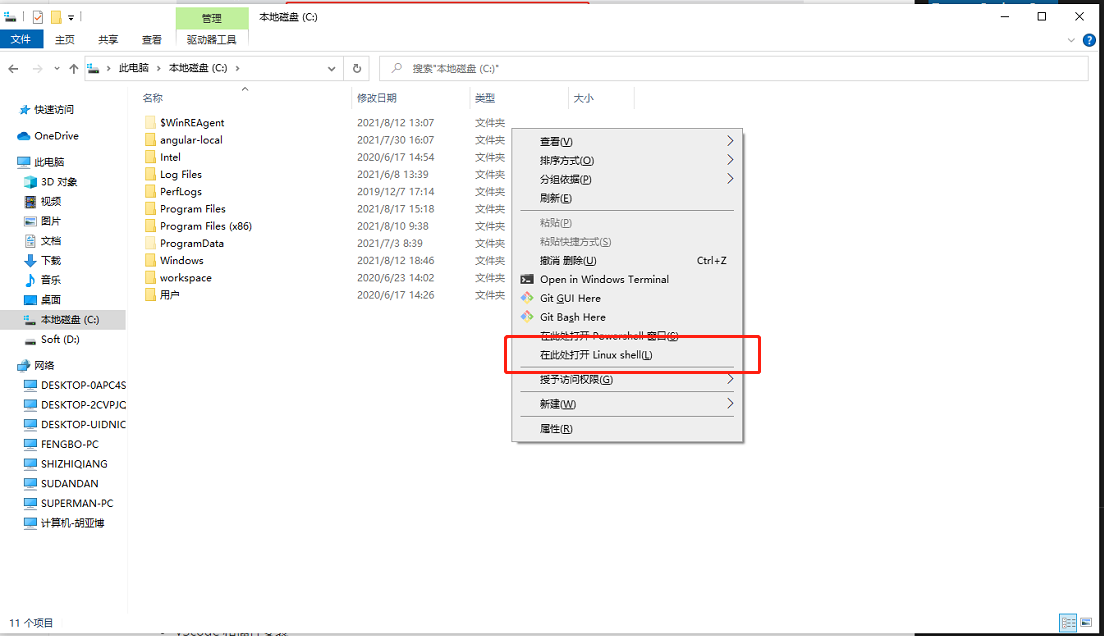 管理
本地磁盘 (C:)
文件
主页
共享
查看
驱动器工具
此电脑
本地磁盘 (C:)
搜索"本地磁盘 (C:)"
名称
修改日期
类型
大小
快速访问
OneDrive
此电脑
3D 对象
视频
图片
文档
下载
音乐
桌面
本地磁盘 (C:)
Soft (D:)
网络
DESKTOP-0APC4S
DESKTOP-2CVPJQ
DESKTOP-UIDNIC
FENGBO-PC
SHIZHIQIANG
SUDANDAN
SUPERMAN-PC
计算机-胡亚博
$WinREAgent 2021/8/12 13:07 文件夹
angular-local 2021/7/30 16:07 文件夹
Intel 2020/6/17 14:54 文件夹
Log Files 2021/6/8 13:39 文件夹
PerfLogs 2019/12/7 17:14 文件夹
Program Files 2021/8/17 15:18 文件夹
Program Files (x86) 2021/8/10 9:38 文件夹
ProgramData 2021/7/3 8:39 文件夹
Windows 2021/8/12 18:46 文件夹
workspace 2020/6/23 14:02 文件夹
用户 2020/6/17 14:26 文件夹
查看(V)
排序方式(O)
分组依据(P)
刷新(E)
粘贴(P)
粘贴快捷方式(S)
撤消 删除(U) Ctrl+Z
Open in Windows Terminal
Git GUI Here
Git Bash Here
在此处打开 Powershell 窗口(S)
在此处打开 Linux shell(L)
授予访问权限(G)
新建(W)
属性(R)
11 个项目